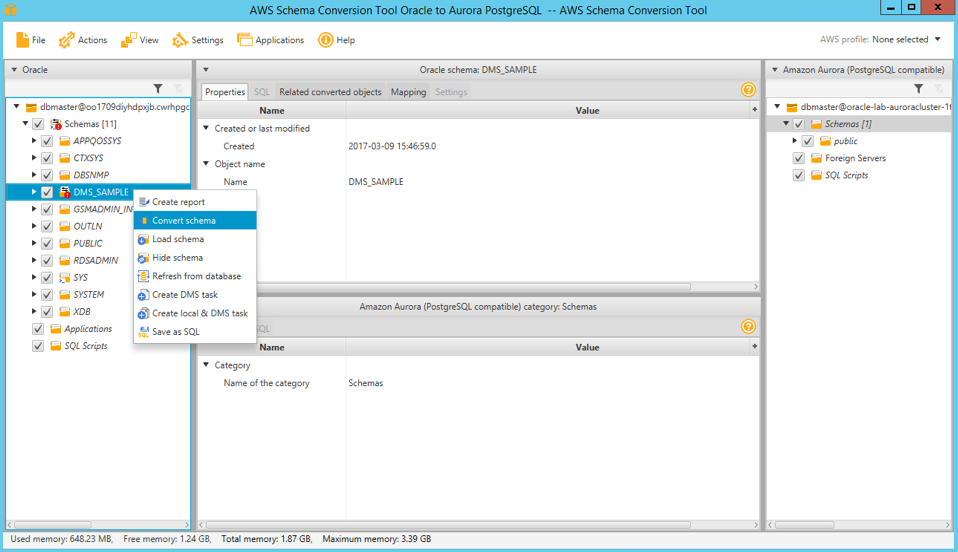 AWS Schema Conversion Tool Oracle to Aurora PostgreSQL -- AWS Schema Conversion Tool
File Actions View Settings Applications Help AWS profile: None selected
Oracle
dbmaster@oo1709diyhdpxjb.cwrhpgc
Schemas [11]
APPQOSSYS
CTXSYS
DBSNMP
DMS_SAMPLE
GSMADMIN_IN
OUTLN
PUBLIC
RDSADMIN
SYS
SYSTEM
XDB
Applications
SQL Scripts
Create report
Convert schema
Load schema
Hide schema
Refresh from database
Create DMS task
Create local & DMS task
Save as SQL
Oracle schema: DMS_SAMPLE
Properties SQL Related converted objects Mapping Settings
Name Value
Created or last modified
Created 2017-03-09 15:46:59.0
Object name
Name DMS_SAMPLE
Amazon Aurora (PostgreSQL compatible) category: Schemas
SQL
Name Value
Category
Name of the category Schemas
Amazon Aurora (PostgreSQL compatible)
dbmaster@oracle-lab-auroracluster-1
Schemas [1]
public
Foreign Servers
SQL Scripts
Used memory: 648.23 MB, Free memory: 1.24 GB, Total memory: 1.87 GB, Maximum memory: 3.39 GB